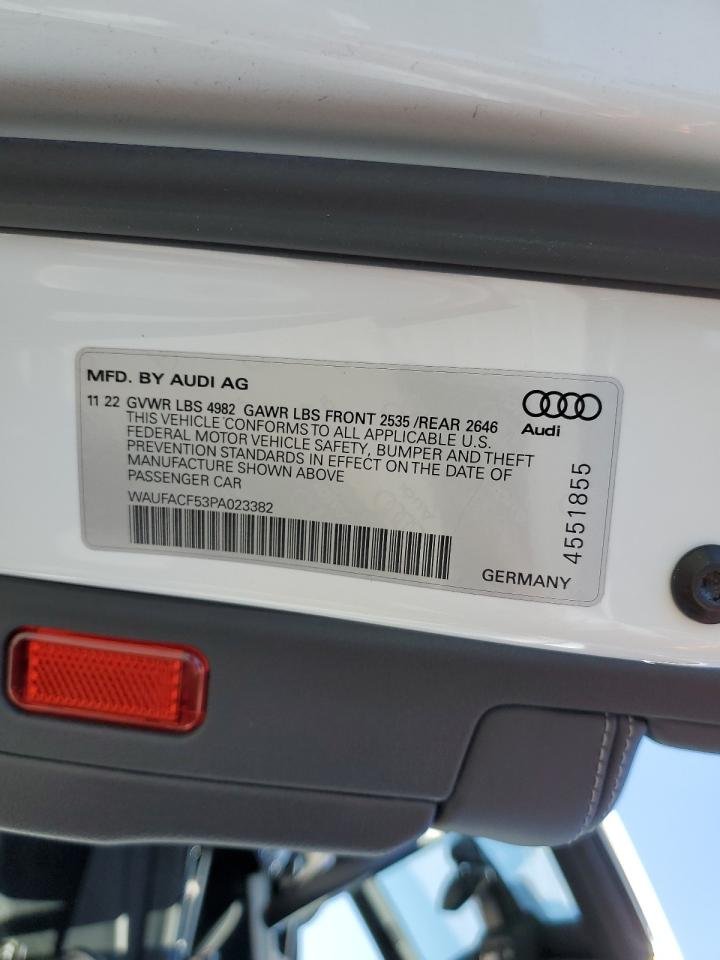 MFD. BY AUDI AG
11 22 GVWR LBS 4982 GAWR LBS FRONT 2535 /REAR 2646
THIS VEHICLE CONFORMS TO ALL APPLICABLE U.S.
FEDERAL MOTOR VEHICLE SAFETY, BUMPER AND THEFT
PREVENTION STANDARDS IN EFFECT ON THE DATE OF
MANUFACTURE SHOWN ABOVE
PASSENGER CAR
WAUFACF53PA023382
Audi
4551855
GERMANY